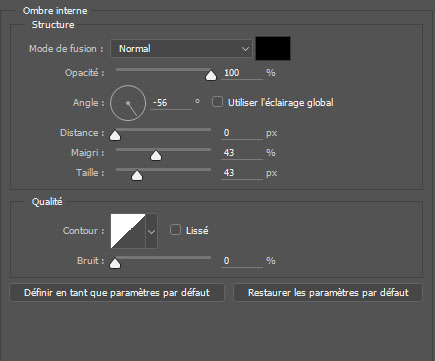 Ombre interne
Structure
Mode de fusion : Normal
Opacité : 100 %
Angle : -56 ° Utiliser l'éclairage global
Distance : 0 px
Maigri : 43 %
Taille : 43 px
Qualité
Contour : Lissé
Bruit : 0 %
Définir en tant que paramètres par défaut Restaurer les paramètres par défaut